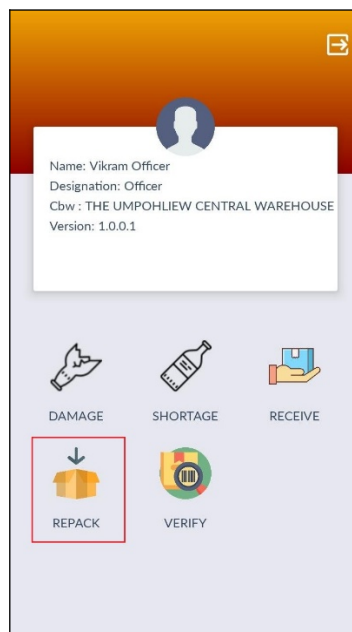 Name: Vikram Officer
Designation: Officer
Cbw : THE UMPOHLIEW CENTRAL WAREHOUSE
Version: 1.0.0.1
DAMAGE SHORTAGE RECEIVE
REPACK VERIFY